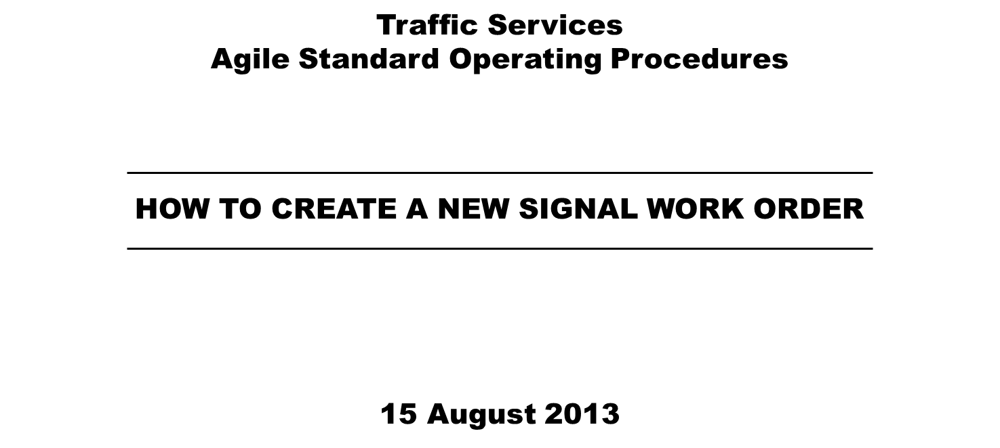 Traffic Services
Agile Standard Operating Procedures
HOW TO CREATE A NEW SIGNAL WORK ORDER
15 August 2013